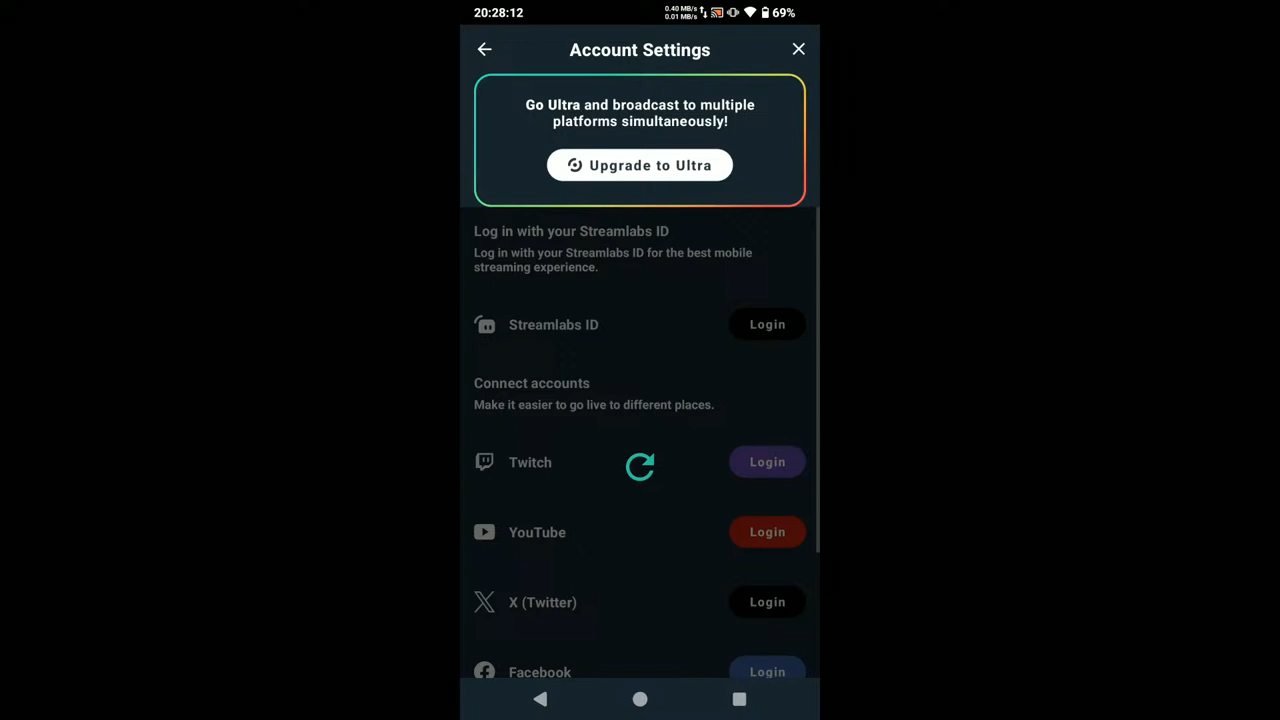 20:28:12
0.40 MB/s
0.01 MB/s
69%
Account Settings
Go Ultra and broadcast to multiple
platforms simultaneously!
Upgrade to Ultra
Log in with your Streamlabs ID
Log in with your Streamlabs ID for the best mobile
streaming experience.
Streamlabs ID
Login
Connect accounts
Make it easier to go live to different places.
Twitch
Login
YouTube
Login
X (Twitter)
Login
Facebook
Login